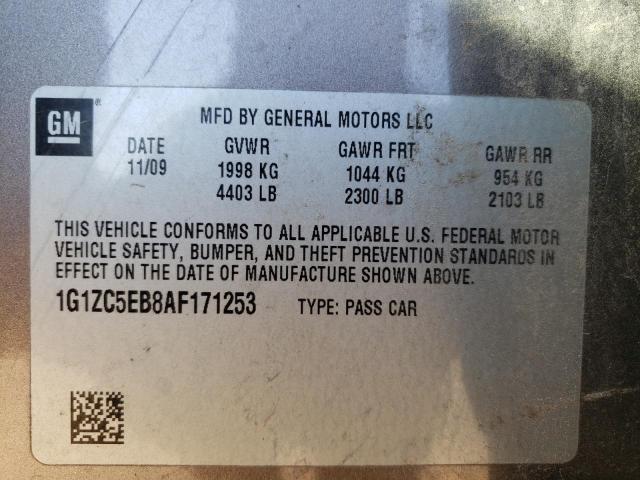 GM®
MFD BY GENERAL MOTORS LLC
DATE GVWR GAWR FRT GAWR RR
11/09 1998 KG 1044 KG 954 KG
4403 LB 2300 LB 2103 LB
THIS VEHICLE CONFORMS TO ALL APPLICABLE U.S. FEDERAL MOTOR
VEHICLE SAFETY, BUMPER, AND THEFT PREVENTION STANDARDS IN
EFFECT ON THE DATE OF MANUFACTURE SHOWN ABOVE.
1G1ZC5EB8AF171253 TYPE: PASS CAR